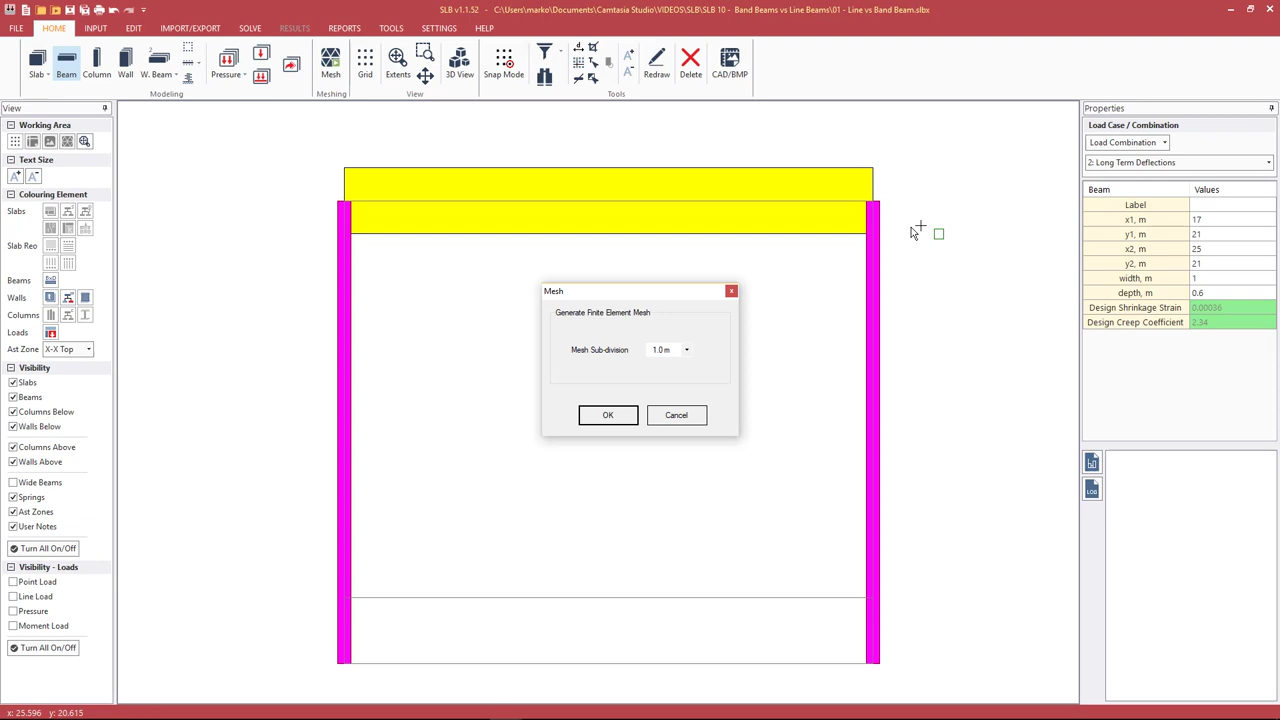 SLB v1.1.52 - C:\Users\marko\Documents\Camtasia Studio\VIDEOS\SLB\SLB 10 - Band Beams vs Line Beams\01 - Line vs Band Beam.slbx
FILE HOME INPUT EDIT IMPORT/EXPORT SOLVE RESULTS REPORTS TOOLS SETTINGS HELP
Slab Beam Column Wall W. Beam Pressure Mesh Grid Extents 3D View Snap Mode Redraw Delete CAD/BMP
Modeling Meshing View Tools
View
Working Area
Text Size
Colouring Element
Slabs
Slab Reo
Beams
Walls
Columns
Loads
Ast Zone X-X Top
Visibility
Slabs
Beams
Columns Below
Walls Below
Columns Above
Walls Above
Wide Beams
Springs
Ast Zones
User Notes
Turn All On/Off
Visibility - Loads
Point Load
Line Load
Pressure
Moment Load
Turn All On/Off
Mesh
Generate Finite Element Mesh
Mesh Sub-division 1.0 m
OK Cancel
Properties
Load Case / Combination
Load Combination
2: Long Term Deflections
Beam Values
Label
x1, m 17
y1, m 21
x2, m 25
y2, m 21
width, m 1
depth, m 0.6
Design Shrinkage Strain 0.00036
Design Creep Coefficient 2.34
LOG
x: 25.596 y: 20.615